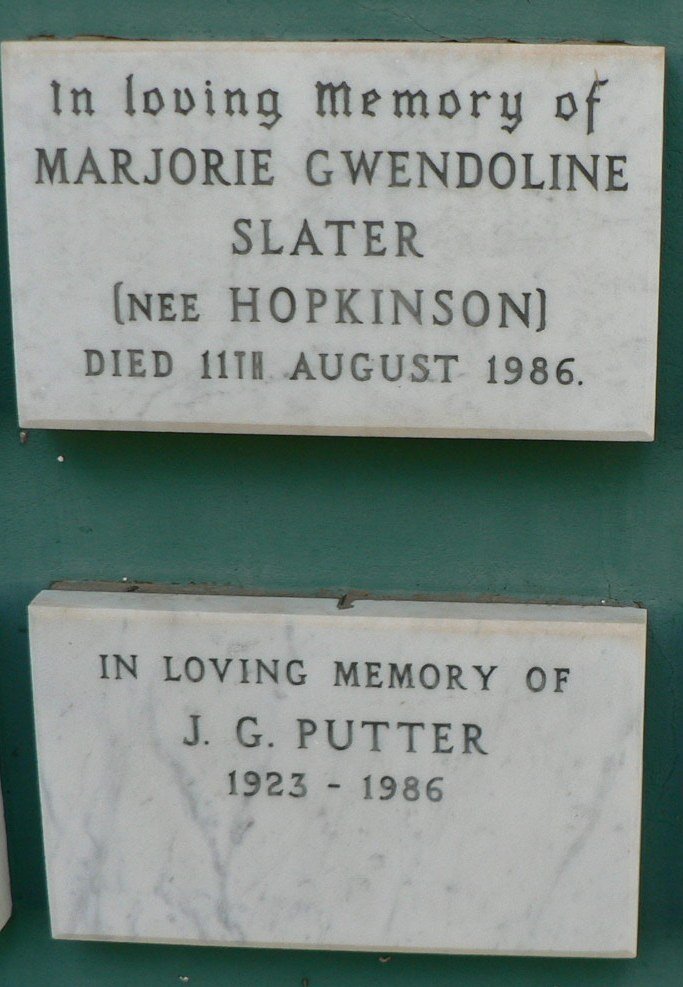 In loving Memory of
MARJORIE GWENDOLINE
SLATER
(NEE HOPKINSON)
DIED 11TH AUGUST 1986.
IN LOVING MEMORY OF
J. G. PUTTER
1923 - 1986